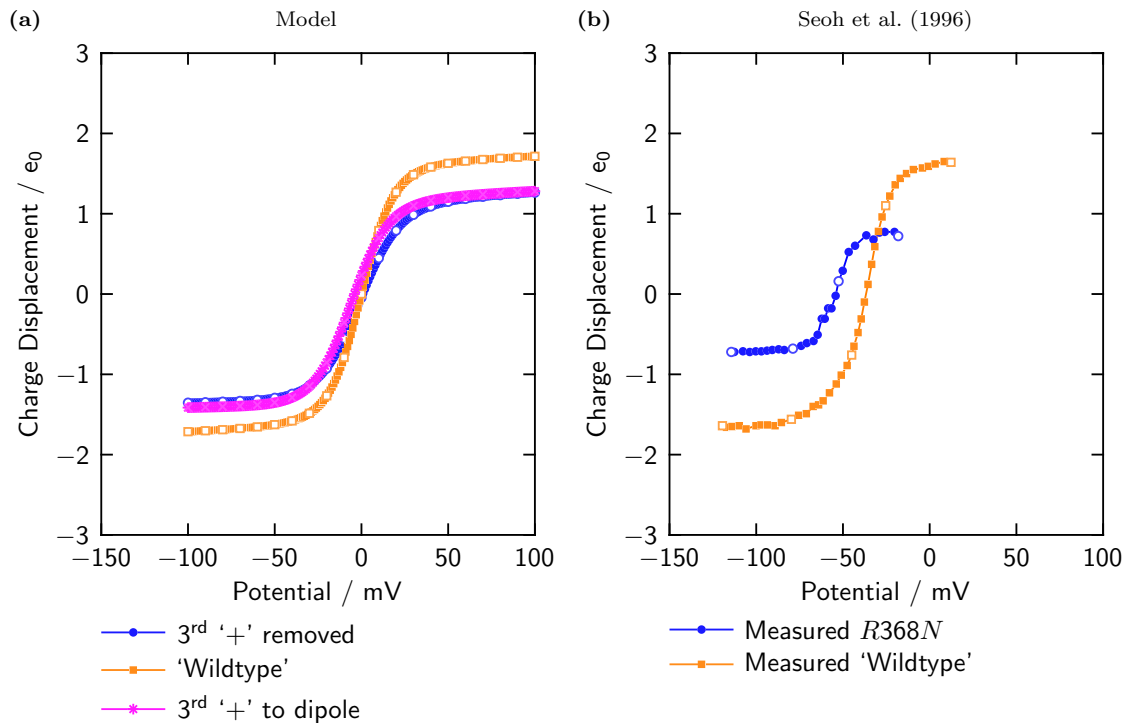 (a) Model
3
2
1
0
−1
−2
−3
Charge Displacement / e₀
−150 −100 −50 0 50 100
Potential / mV
3ʳᵈ ‘+’ removed
‘Wildtype’
3ʳᵈ ‘+’ to dipole
(b) Seoh et al. (1996)
3
2
1
0
−1
−2
−3
Charge Displacement / e₀
−150 −100 −50 0 50 100
Potential / mV
Measured R368N
Measured ‘Wildtype’